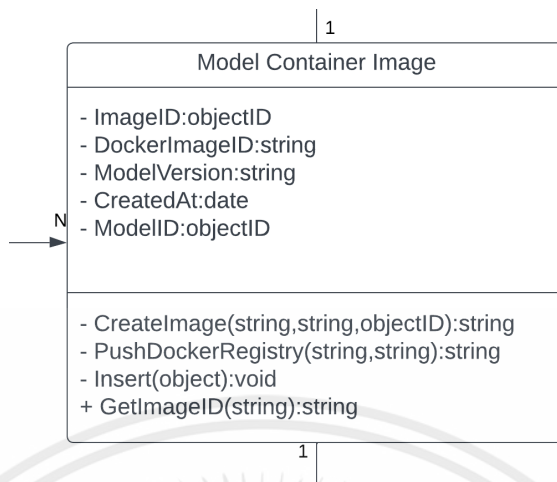 1
Model Container Image
- ImageID:objectID
- DockerImageID:string
- ModelVersion:string
- CreatedAt:date
N
- ModelID:objectID
- CreateImage(string,string,objectID):string
- PushDockerRegistry(string,string):string
- Insert(object):void
+ GetImageID(string):string
1